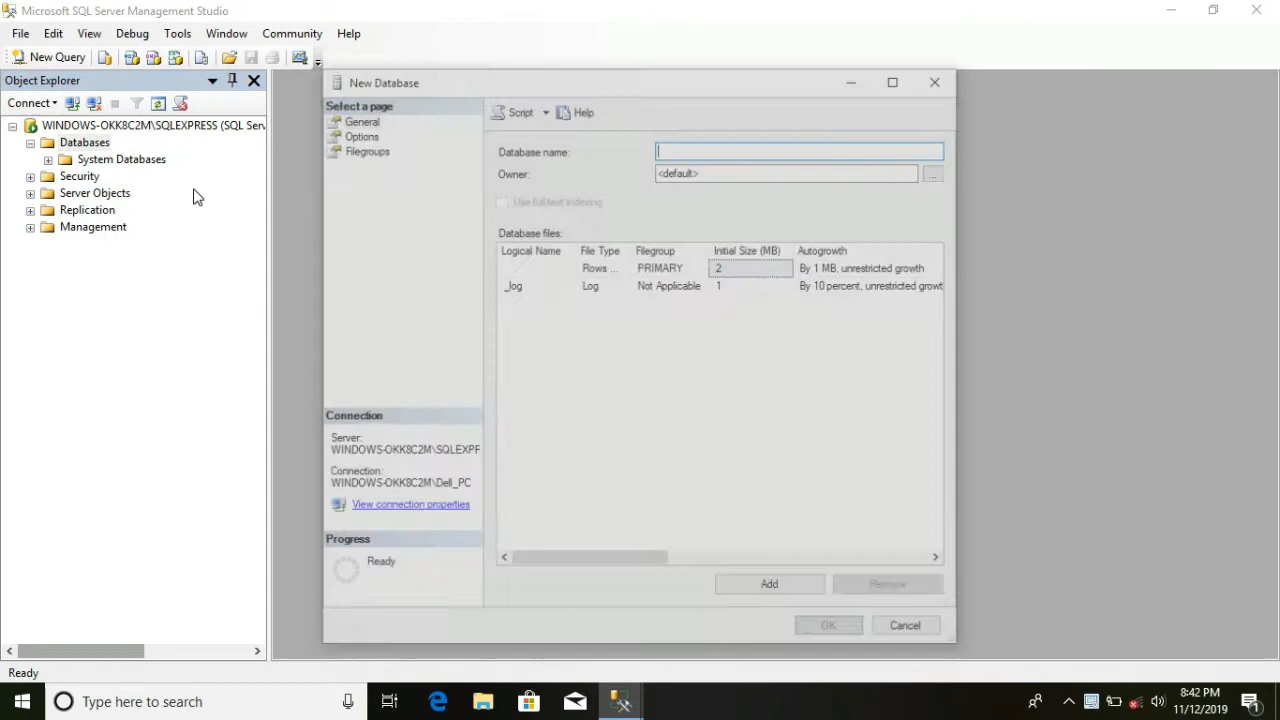 Microsoft SQL Server Management Studio
File Edit View Debug Tools Window Community Help
New Query
Object Explorer
Connect
WINDOWS-OKK8C2M\SQLEXPRESS (SQL Serv
Databases
System Databases
Security
Server Objects
Replication
Management
New Database
Select a page
General
Options
Filegroups
Script Help
Database name:
Owner: <default> ...
Use full-text indexing
Database files:
Logical Name File Type Filegroup Initial Size (MB) Autogrowth
Rows ... PRIMARY 2 By 1 MB, unrestricted growth
_log Log Not Applicable 1 By 10 percent, unrestricted growt
Connection
Server:
WINDOWS-OKK8C2M\SQLEXPF
Connection:
WINDOWS-OKK8C2M\Dell_PC
View connection properties
Progress
Ready
Add Remove
OK Cancel
Ready
Type here to search
8:42 PM
11/12/2019
1